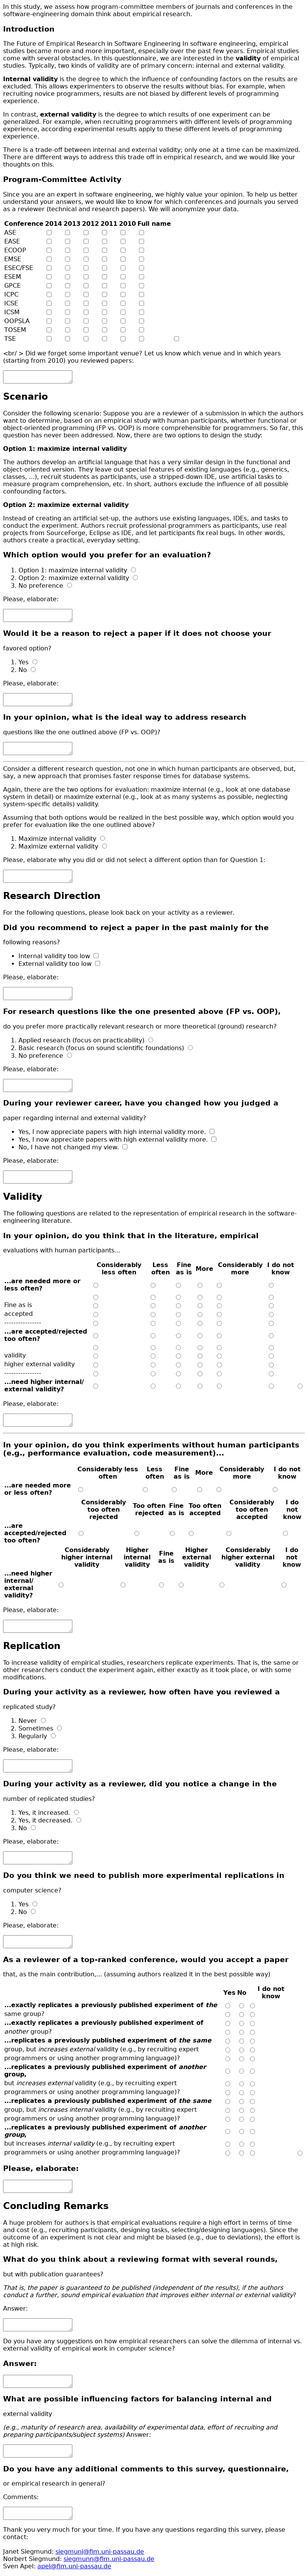 In this study, we assess how program-committee members of journals and conferences in the
software-engineering domain think about empirical research.
Introduction
The Future of Empirical Research in Software Engineering In software engineering, empirical
studies became more and more important, especially over the past few years. Empirical studies
come with several obstacles. In this questionnaire, we are interested in the validity of empirical
studies. Typically, two kinds of validity are of primary concern: internal and external validity.
Internal validity is the degree to which the influence of confounding factors on the results are
excluded. This allows experimenters to observe the results without bias. For example, when
recruiting novice programmers, results are not biased by different levels of programming
experience.
In contrast, external validity is the degree to which results of one experiment can be
generalized. For example, when recruiting programmers with different levels of programming
experience, according experimental results apply to these different levels of programming
experience.
There is a trade-off between internal and external validity; only one at a time can be maximized.
There are different ways to address this trade off in empirical research, and we would like your
thoughts on this.
Program-Committee Activity
Since you are an expert in software engineering, we highly value your opinion. To help us better
understand your answers, we would like to know for which conferences and journals you served
as a reviewer (technical and research papers). We will anonymize your data.
Conference 2014 2013 2012 2011 2010 Full name
ASE
EASE
ECOOP
EMSE
ESEC/FSE
ESEM
GPCE
ICPC
ICSE
ICSM
OOPSLA
TOSEM
TSE
<br/ > Did we forget some important venue? Let us know which venue and in which years
(starting from 2010) you reviewed papers:
Scenario
Consider the following scenario: Suppose you are a reviewer of a submission in which the authors
want to determine, based on an empirical study with human participants, whether functional or
object-oriented programming (FP vs. OOP) is more comprehensible for programmers. So far, this
question has never been addressed. Now, there are two options to design the study:
Option 1: maximize internal validity
The authors develop an artificial language that has a very similar design in the functional and
object-oriented version. They leave out special features of existing languages (e.g., generics,
classes, ...), recruit students as participants, use a stripped-down IDE, use artificial tasks to
measure program comprehension, etc. In short, authors exclude the influence of all possible
confounding factors.
Option 2: maximize external validity
Instead of creating an artificial set-up, the authors use existing languages, IDEs, and tasks to
conduct the experiment. Authors recruit professional programmers as participants, use real
projects from SourceForge, Eclipse as IDE, and let participants fix real bugs. In other words,
authors create a practical, everyday setting.
Which option would you prefer for an evaluation?
1. Option 1: maximize internal validity
2. Option 2: maximize external validity
3. No preference
Please, elaborate:
Would it be a reason to reject a paper if it does not choose your
favored option?
1. Yes
2. No
Please, elaborate:
In your opinion, what is the ideal way to address research
questions like the one outlined above (FP vs. OOP)?
Consider a different research question, not one in which human participants are observed, but,
say, a new approach that promises faster response times for database systems.
Again, there are the two options for evaluation: maximize internal (e.g., look at one database
system in detail) or maximize external (e.g., look at as many systems as possible, neglecting
system-specific details) validity.
Assuming that both options would be realized in the best possible way, which option would you
prefer for evaluation like the one outlined above?
1. Maximize internal validity
2. Maximize external validity
Please, elaborate why you did or did not select a different option than for Question 1:
Research Direction
For the following questions, please look back on your activity as a reviewer.
Did you recommend to reject a paper in the past mainly for the
following reasons?
• Internal validity too low
• External validity too low
Please, elaborate:
For research questions like the one presented above (FP vs. OOP),
do you prefer more practically relevant research or more theoretical (ground) research?
1. Applied research (focus on practicability)
2. Basic research (focus on sound scientific foundations)
3. No preference
Please, elaborate:
During your reviewer career, have you changed how you judged a
paper regarding internal and external validity?
• Yes, I now appreciate papers with high internal validity more.
• Yes, I now appreciate papers with high external validity more.
• No, I have not changed my view.
Please, elaborate:
Validity
The following questions are related to the representation of empirical research in the software-
engineering literature.
In your opinion, do you think that in the literature, empirical
evaluations with human participants...
Considerably less often Less often Fine as is More Considerably more I do not know
...are needed more or less often?
Fine as is
accepted
----------------
...are accepted/rejected too often?
validity
higher external validity
----------------
...need higher internal/ external validity?
Please, elaborate:
In your opinion, do you think experiments without human participants
(e.g., performance evaluation, code measurement)...
Considerably less often Less often Fine as is More Considerably more I do not know
...are needed more or less often?
Considerably too often rejected Too often rejected Fine as is Too often accepted Considerably too often accepted I do not know
...are accepted/rejected too often?
Considerably higher internal validity Higher internal validity Fine as is Higher external validity Considerably higher external validity I do not know
...need higher internal/ external validity?
Please, elaborate:
Replication
To increase validity of empirical studies, researchers replicate experiments. That is, the same or
other researchers conduct the experiment again, either exactly as it took place, or with some
modifications.
During your activity as a reviewer, how often have you reviewed a
replicated study?
1. Never
2. Sometimes
3. Regularly
Please, elaborate:
During your activity as a reviewer, did you notice a change in the
number of replicated studies?
1. Yes, it increased.
2. Yes, it decreased.
3. No
Please, elaborate:
Do you think we need to publish more experimental replications in
computer science?
1. Yes
2. No
Please, elaborate:
As a reviewer of a top-ranked conference, would you accept a paper
that, as the main contribution,... (assuming authors realized it in the best possible way)
Yes No I do not know
...exactly replicates a previously published experiment of the
same group?
...exactly replicates a previously published experiment of
another group?
...replicates a previously published experiment of the same
group, but increases external validity (e.g., by recruiting expert
programmers or using another programming language)?
...replicates a previously published experiment of another
group,
but increases external validity (e.g., by recruiting expert
programmers or using another programming language)?
...replicates a previously published experiment of the same
group, but increases internal validity (e.g., by recruiting expert
programmers or using another programming language)?
...replicates a previously published experiment of another
group,
but increases internal validity (e.g., by recruiting expert
programmers or using another programming language)?
Please, elaborate:
Concluding Remarks
A huge problem for authors is that empirical evaluations require a high effort in terms of time
and cost (e.g., recruiting participants, designing tasks, selecting/designing languages). Since the
outcome of an experiment is not clear and might be biased (e.g., due to deviations), the effort is
at high risk.
What do you think about a reviewing format with several rounds,
but with publication guarantees?
That is, the paper is guaranteed to be published (independent of the results), if the authors
conduct a further, sound empirical evaluation that improves either internal or external validity?
Answer:
Do you have any suggestions on how empirical researchers can solve the dilemma of internal vs.
external validity of empirical work in computer science?
Answer:
What are possible influencing factors for balancing internal and
external validity
(e.g., maturity of research area, availability of experimental data, effort of recruiting and
preparing participants/subject systems) Answer:
Do you have any additional comments to this survey, questionnaire,
or empirical research in general?
Comments:
Thank you very much for your time. If you have any questions regarding this survey, please
contact:
Janet Siegmund: siegmunj@fim.uni-passau.de
Norbert Siegmund: siegmunn@fim.uni-passau.de
Sven Apel: apel@fim.uni-passau.de